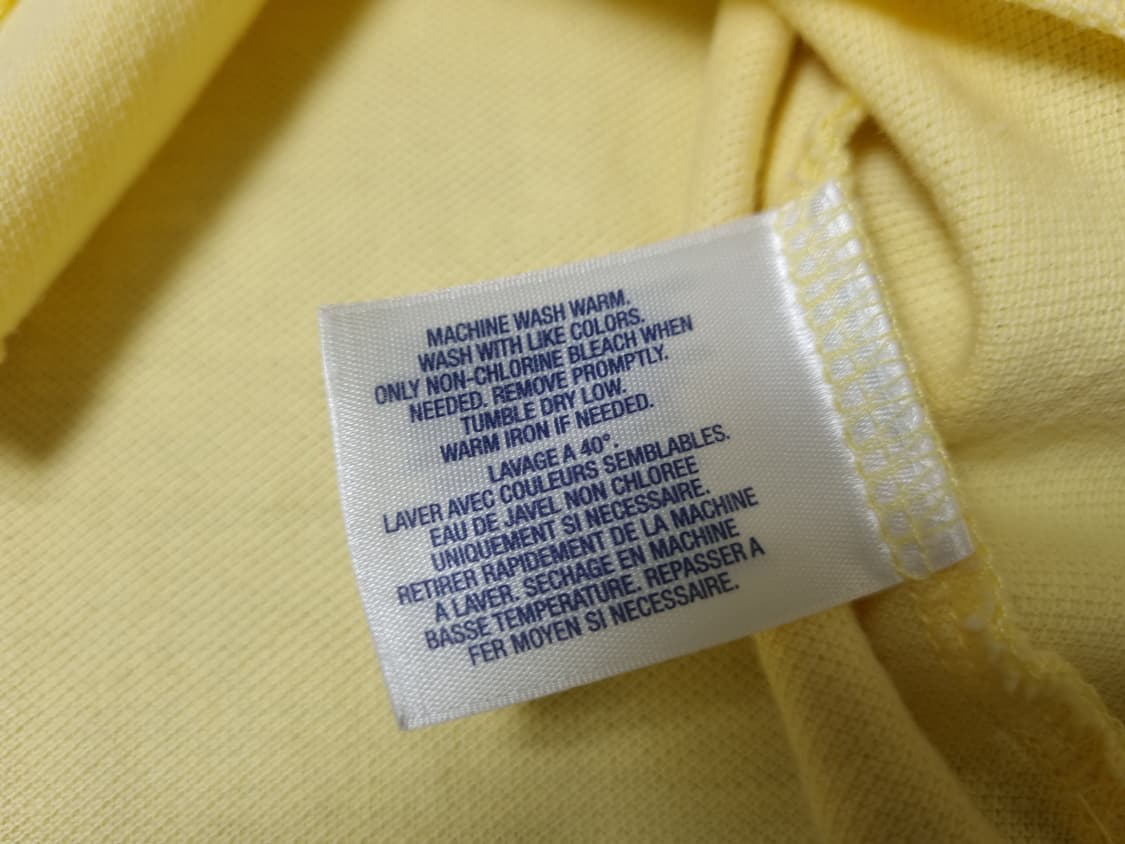 MACHINE WASH WARM.
WASH WITH LIKE COLORS.
ONLY NON-CHLORINE BLEACH WHEN
NEEDED. REMOVE PROMPTLY.
TUMBLE DRY LOW.
WARM IRON IF NEEDED.
LAVAGE A 40°.
LAVER AVEC COULEURS SEMBLABLES.
EAU DE JAVEL NON CHLOREE
UNIQUEMENT SI NECESSAIRE.
RETIRER RAPIDEMENT DE LA MACHINE
A LAVER. SECHAGE EN MACHINE
BASSE TEMPERATURE. REPASSER A
FER MOYEN SI NECESSAIRE.